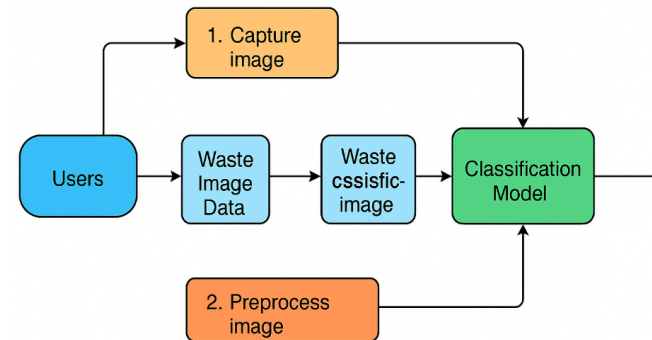 1. Capture
image
Users
Waste
Image
Data
Waste
cssisfic-
image
Classification
Model
2. Preprocess
image